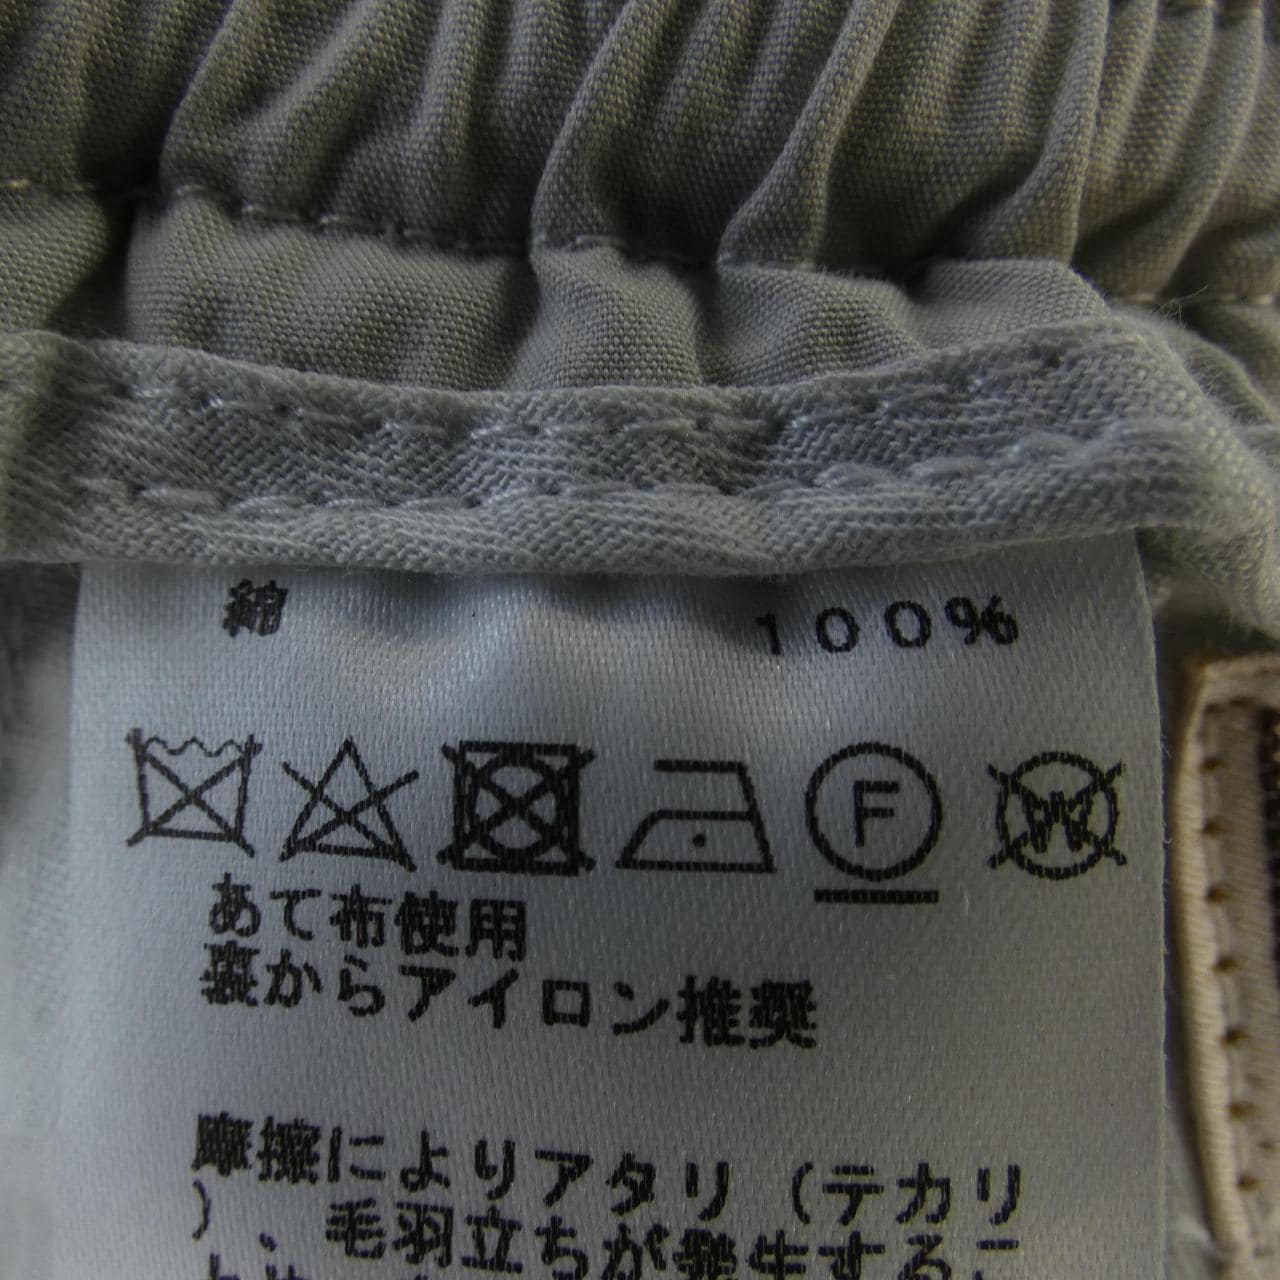 綿 100%
F
W
あて布使用
裏からアイロン推奨
摩擦によりアタリ(テカリ
)、毛羽立ちが発生するこ